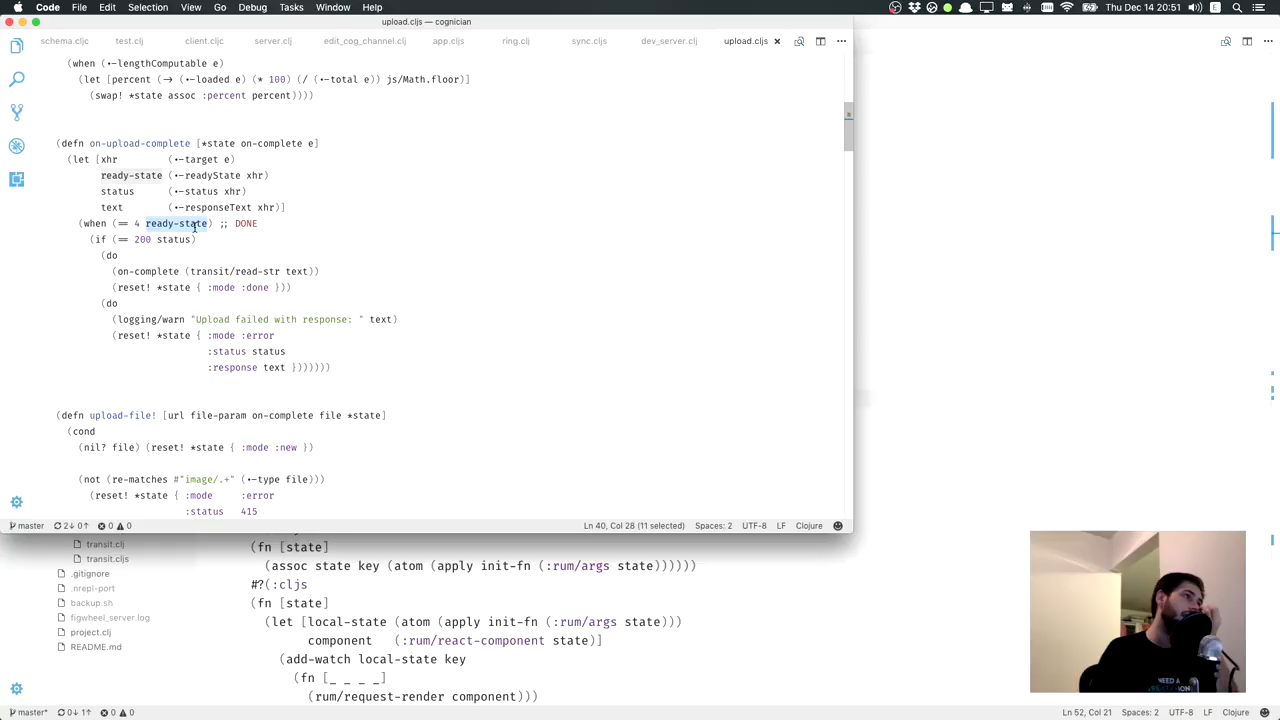 Code File Edit Selection View Go Debug Tasks Window Help
Thu Dec 14 20:51
upload.cljs — cognician
schema.cljc test.clj client.cljc server.clj edit_cog_channel.clj app.cljs ring.clj sync.cljs dev_server.clj upload.cljs
(when (.-lengthComputable e)
(let [percent (-> (.-loaded e) (* 100) (/ (.-total e)) js/Math.floor)]
(swap! *state assoc :percent percent))))
(defn on-upload-complete [*state on-complete e]
(let [xhr (.-target e)
ready-state (.-readyState xhr)
status (.-status xhr)
text (.-responseText xhr)]
(when (== 4 ready-state) ;; DONE
(if (== 200 status)
(do
(on-complete (transit/read-str text))
(reset! *state { :mode :done }))
(do
(logging/warn "Upload failed with response: " text)
(reset! *state { :mode :error
:status status
:response text }))))))
(defn upload-file! [url file-param on-complete file *state]
(cond
(nil? file) (reset! *state { :mode :new })
(not (re-matches #"image/.+" (.-type file)))
(reset! *state { :mode :error
:status 415
master 2↓ 0↑ 0 0
Ln 40, Col 28 (11 selected) Spaces: 2 UTF-8 LF Clojure
transit.clj
transit.cljs
.gitignore
.nrepl-port
backup.sh
figwheel_server.log
project.clj
README.md
(fn [state]
(assoc state key (atom (apply init-fn (:rum/args state))))))
#?(:cljs
(fn [state]
(let [local-state (atom (apply init-fn (:rum/args state)))
component (:rum/react-component state)]
(add-watch local-state key
(fn [_ _ _ _]
(rum/request-render component)))
NEED A
master* 0↓ 1↑ 0 0
Ln 52, Col 21 Spaces: 2 UTF-8 LF Clojure